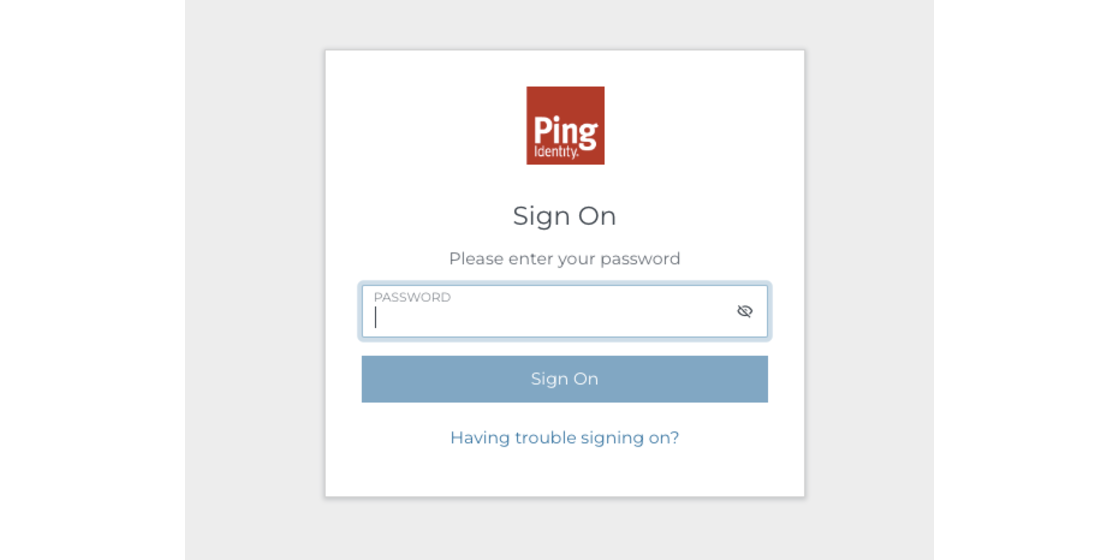 Ping
Identity.
Sign On
Please enter your password
PASSWORD
Sign On
Having trouble signing on?